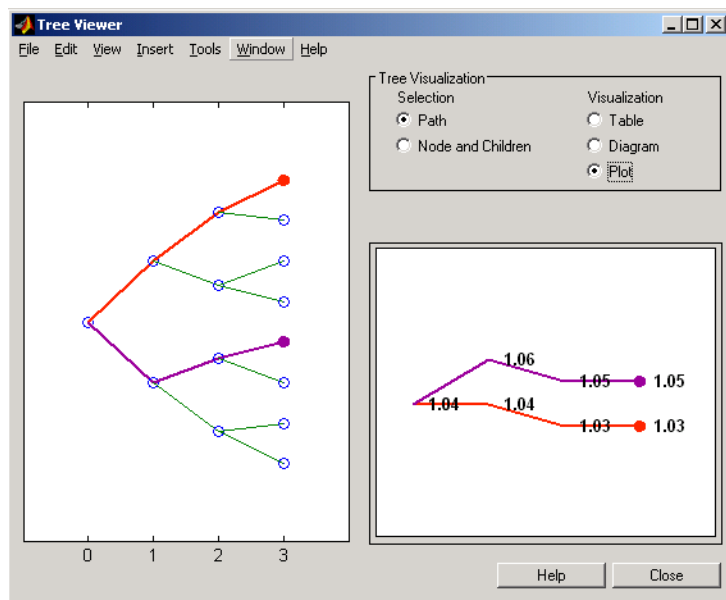 Tree Viewer
File Edit View Insert Tools Window Help
Tree Visualization
Selection
Path
Node and Children
Visualization
Table
Diagram
Plot
0 1 2 3
1.06
1.05 1.05
1.04 1.04
1.03 1.03
Help Close